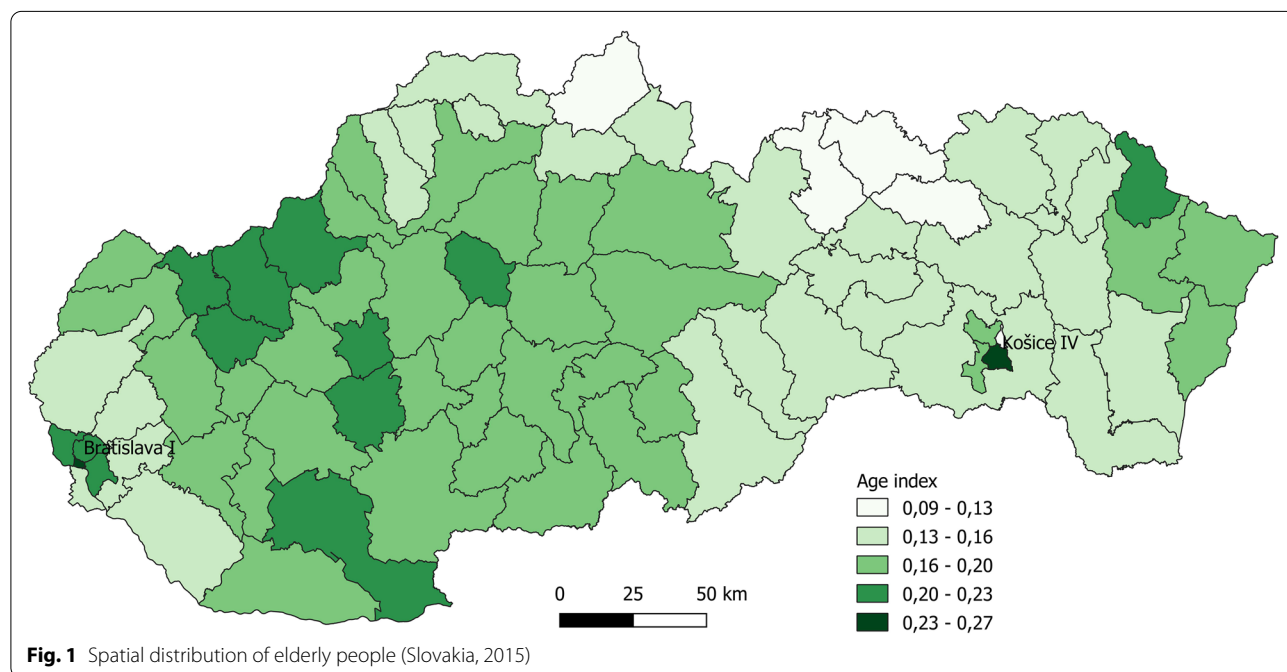 Košice IV
Bratislava I
Age index
0,09 - 0,13
0,13 - 0,16
0,16 - 0,20
0,20 - 0,23
0,23 - 0,27
0 25 50 km
Fig. 1 Spatial distribution of elderly people (Slovakia, 2015)